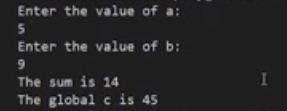 Enter the value of a:
5
Enter the value of b:
9
The sum is 14
The global c is 45